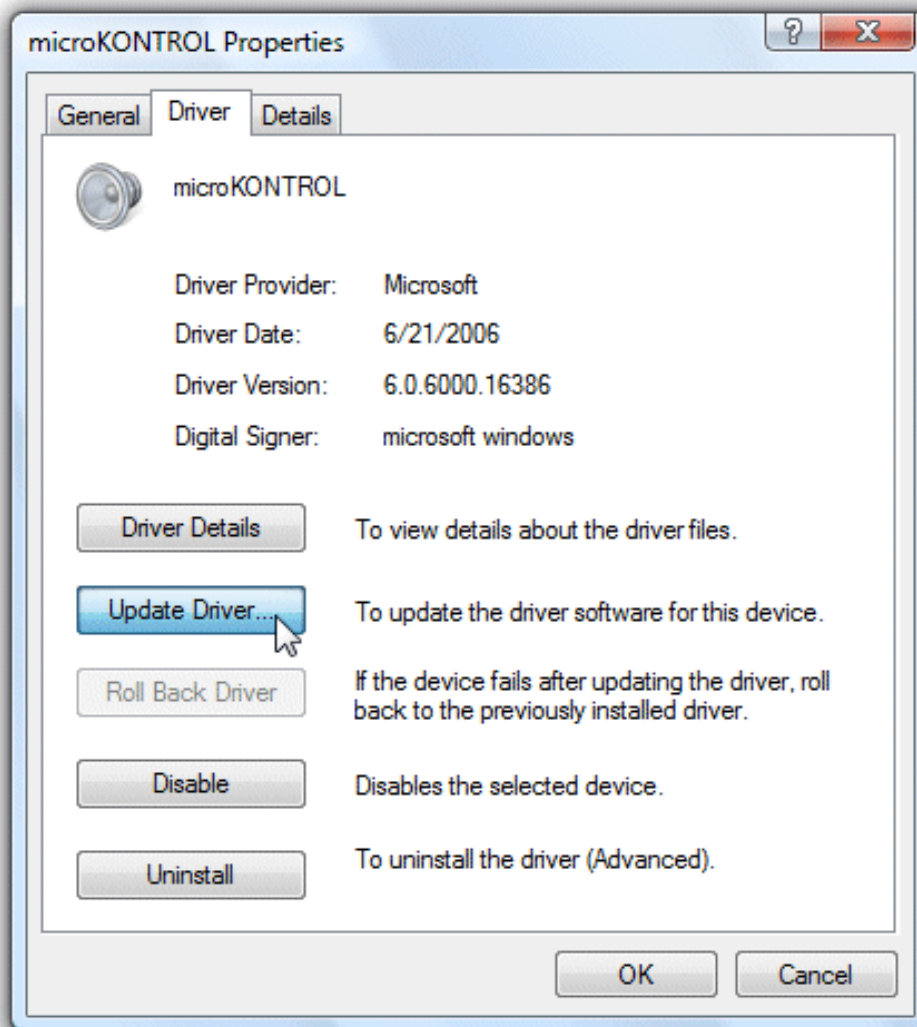 microKONTROL Properties
General Driver Details
microKONTROL
Driver Provider: Microsoft
Driver Date: 6/21/2006
Driver Version: 6.0.6000.16386
Digital Signer: microsoft windows
Driver Details To view details about the driver files.
Update Driver... To update the driver software for this device.
Roll Back Driver If the device fails after updating the driver, roll
back to the previously installed driver.
Disable Disables the selected device.
Uninstall To uninstall the driver (Advanced).
OK Cancel